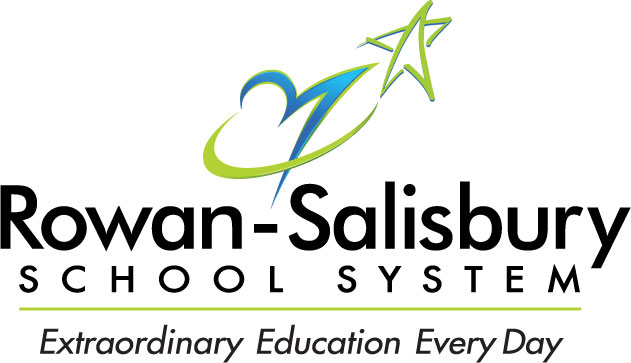 Rowan-Salisbury
SCHOOL SYSTEM
Extraordinary Education Every Day